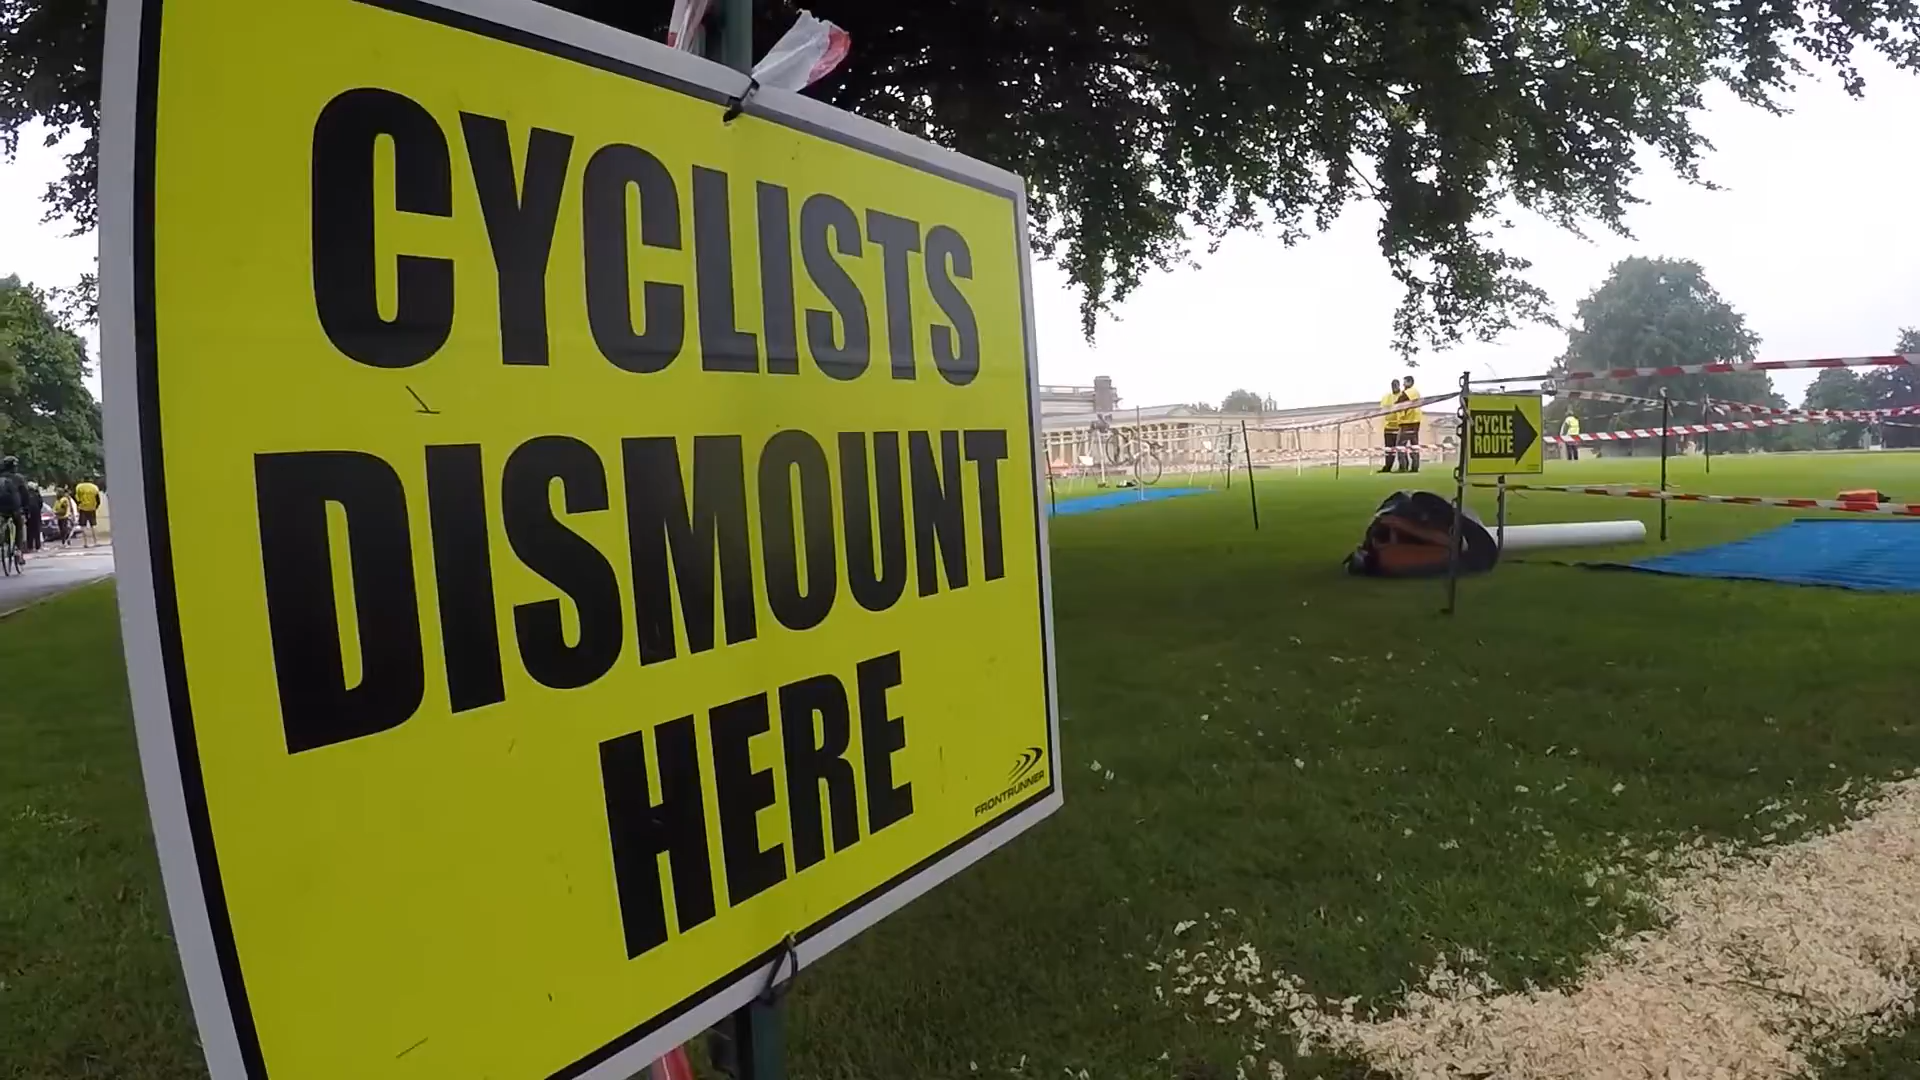 CYCLISTS
DISMOUNT
HERE
FRONTRUNNER
CYCLE
ROUTE